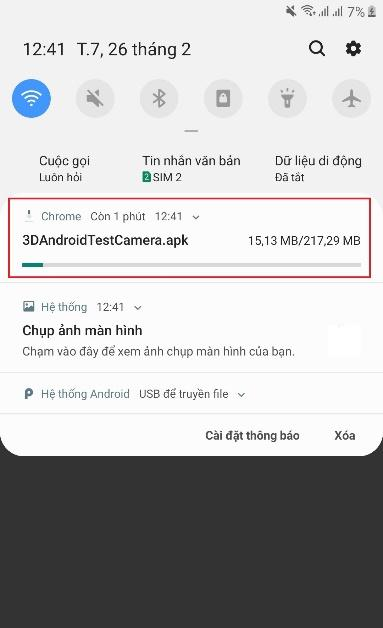 7%
12:41 T.7, 26 tháng 2
Cuộc gọi
Luôn hỏi
Tin nhắn văn bản
2 SIM 2
Dữ liệu di động
Đã tắt
Chrome Còn 1 phút 12:41
3DAndroidTestCamera.apk 15,13 MB/217,29 MB
Hệ thống 12:41
Chụp ảnh màn hình
Chạm vào đây để xem ảnh chụp màn hình của bạn.
Hệ thống Android USB để truyền file
Cài đặt thông báo Xóa